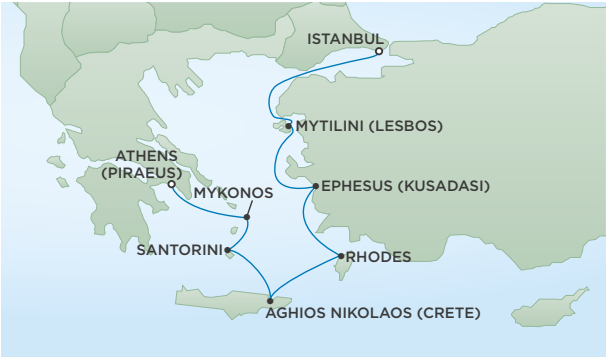 ISTANBUL
MYTILINI (LESBOS)
ATHENS
(PIRAEUS)
MYKONOS
EPHESUS (KUSADASI)
SANTORINI
RHODES
AGHIOS NIKOLAOS (CRETE)